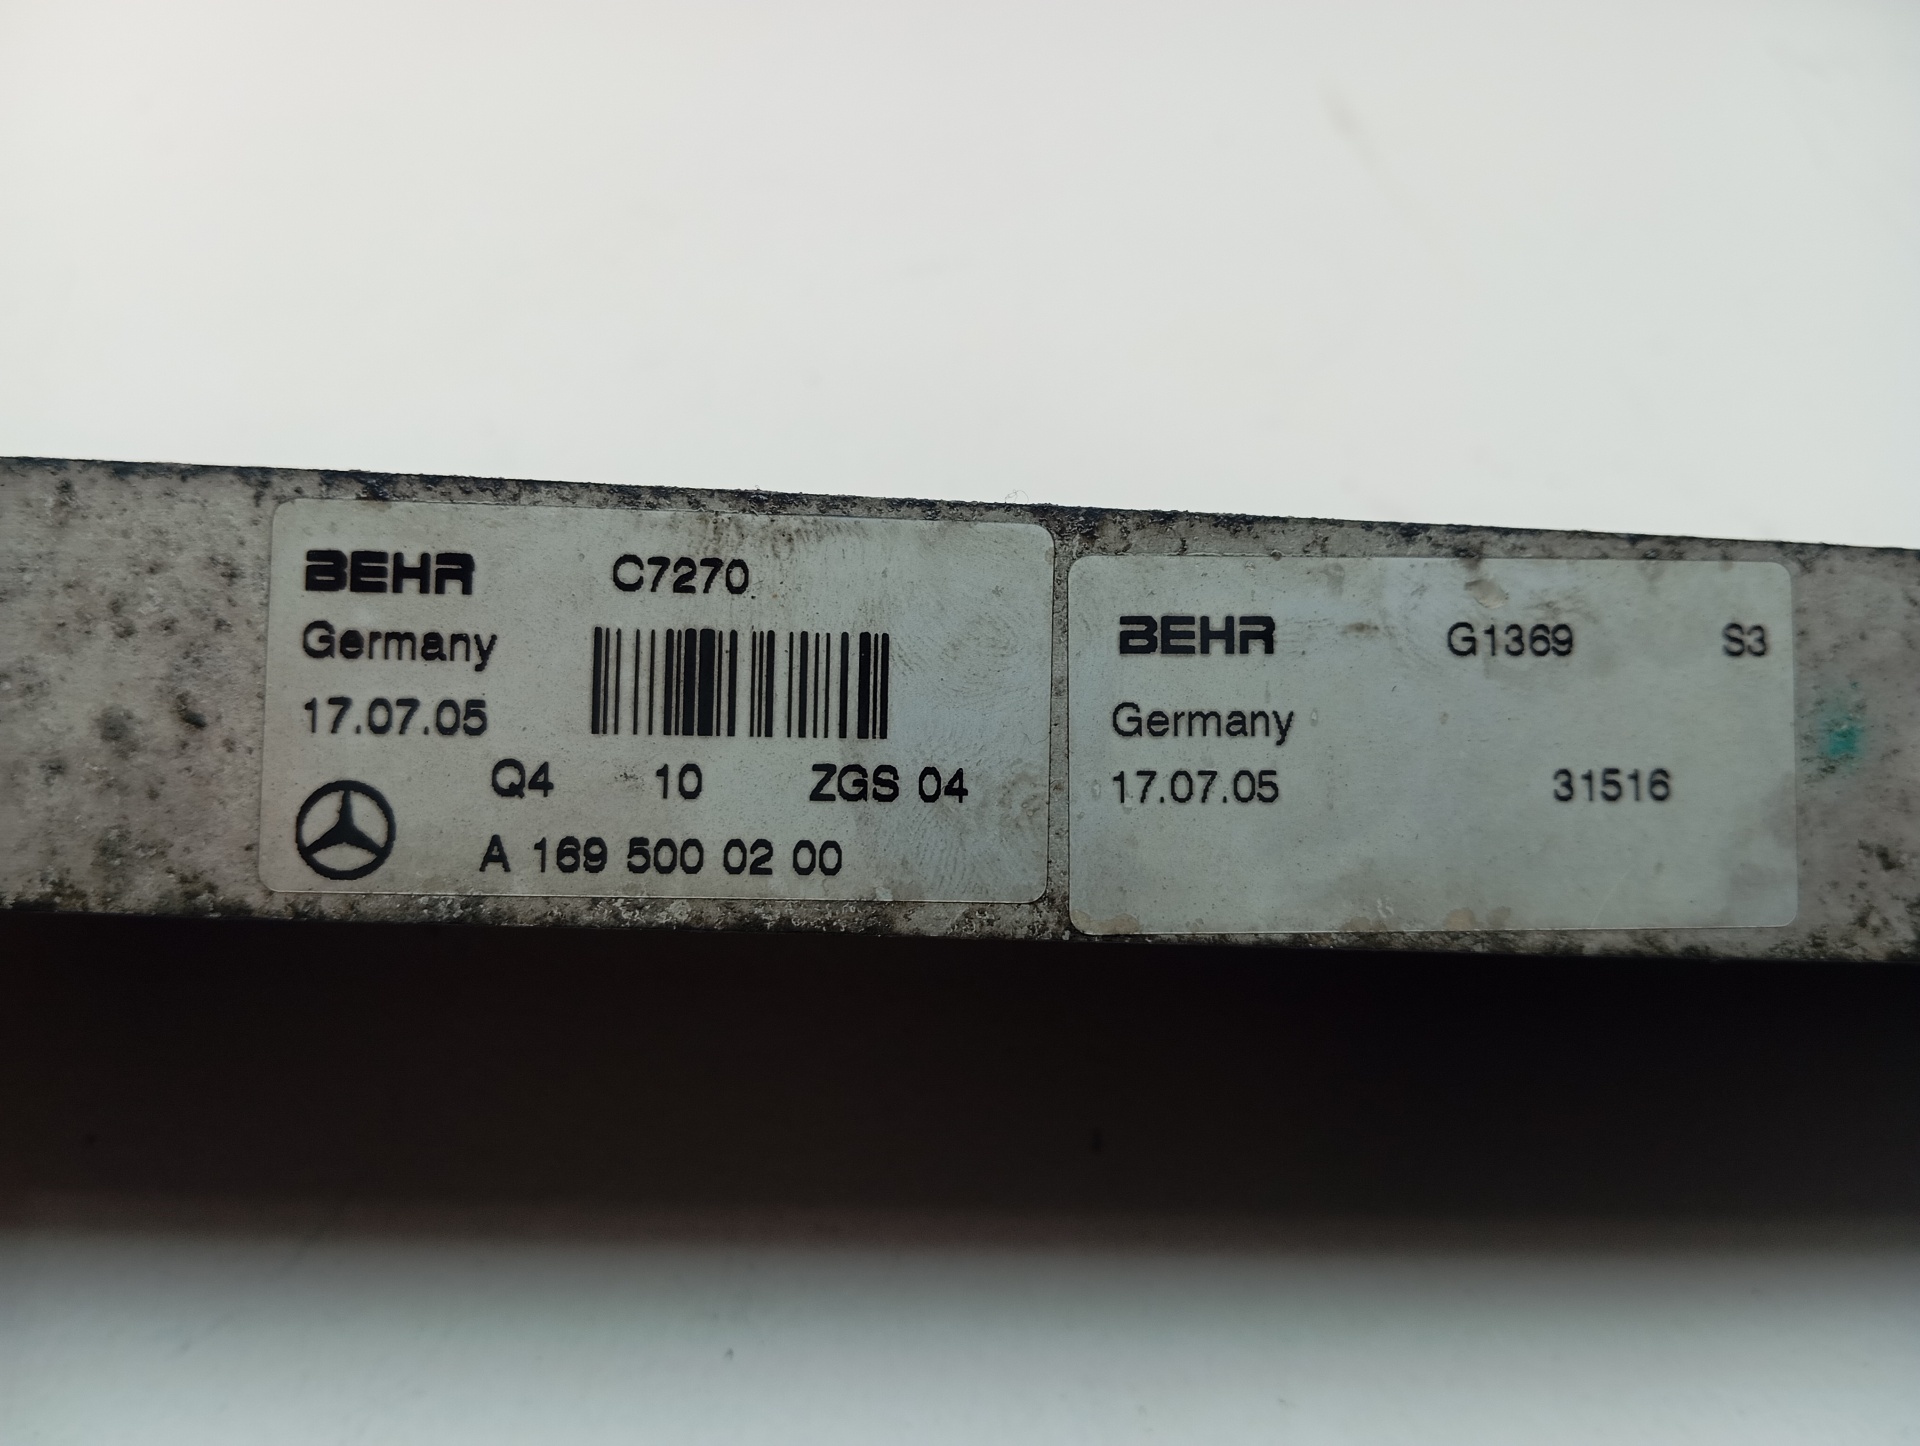 BEHR C7270
Germany
17.07.05
Q4 10 ZGS 04
A 169 500 02 00
BEHR G1369 S3
Germany
17.07.05 31516